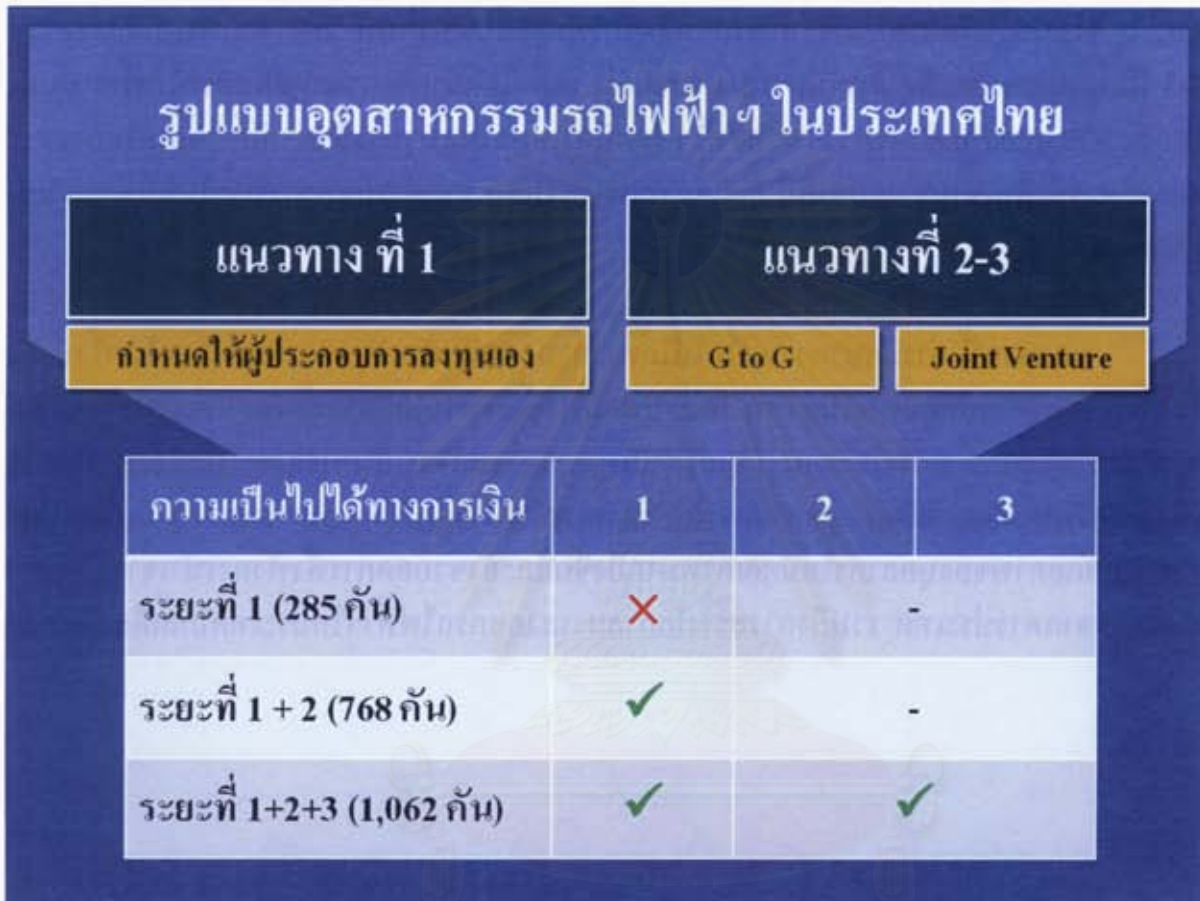 รูปแบบอุตสาหกรรมรถไฟฟ้าฯ ในประเทศไทย
แนวทาง ที่ 1
แนวทางที่ 2-3
กำหนดให้ผู้ประกอบการลงทุนเอง
G to G
Joint Venture
ความเป็นไปได้ทางการเงิน 1 2 3
ระยะที่ 1 (285 คัน) ✕ -
ระยะที่ 1 + 2 (768 คัน) ✓ -
ระยะที่ 1+2+3 (1,062 คัน) ✓ ✓